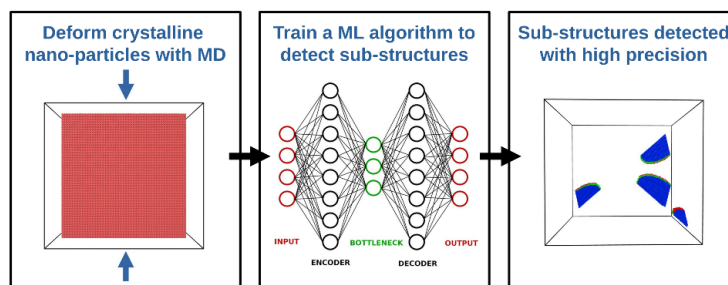 Deform crystalline
nano-particles with MD
Train a ML algorithm to
detect sub-structures
INPUT
ENCODER
BOTTLENECK
DECODER
OUTPUT
Sub-structures detected
with high precision